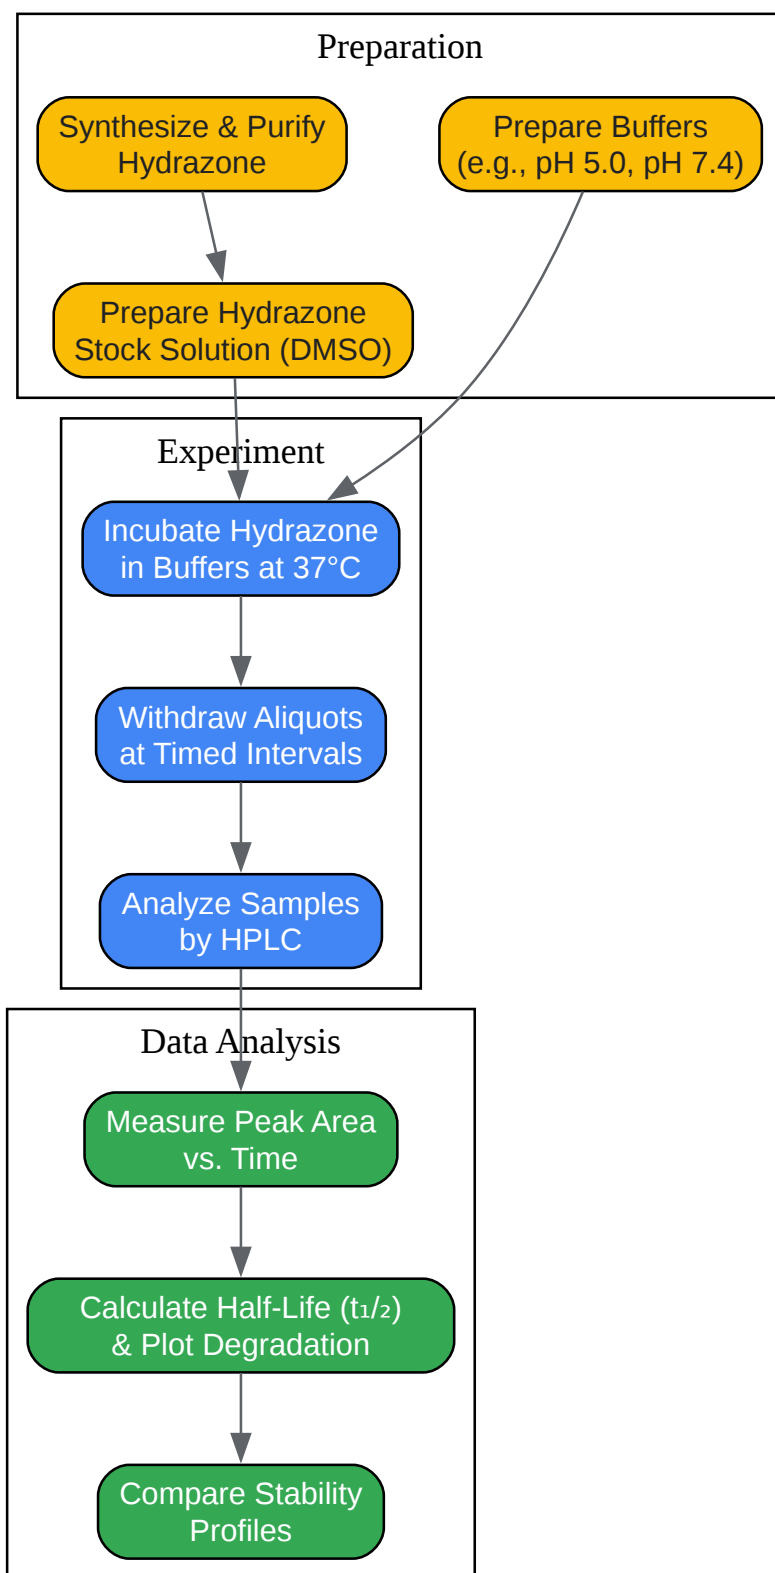 Preparation
Synthesize & Purify
Hydrazone
Prepare Buffers
(e.g., pH 5.0, pH 7.4)
Prepare Hydrazone
Stock Solution (DMSO)
Experiment
Incubate Hydrazone
in Buffers at 37°C
Withdraw Aliquots
at Timed Intervals
Analyze Samples
by HPLC
Data Analysis
Measure Peak Area
vs. Time
Calculate Half-Life (t₁/₂)
& Plot Degradation
Compare Stability
Profiles